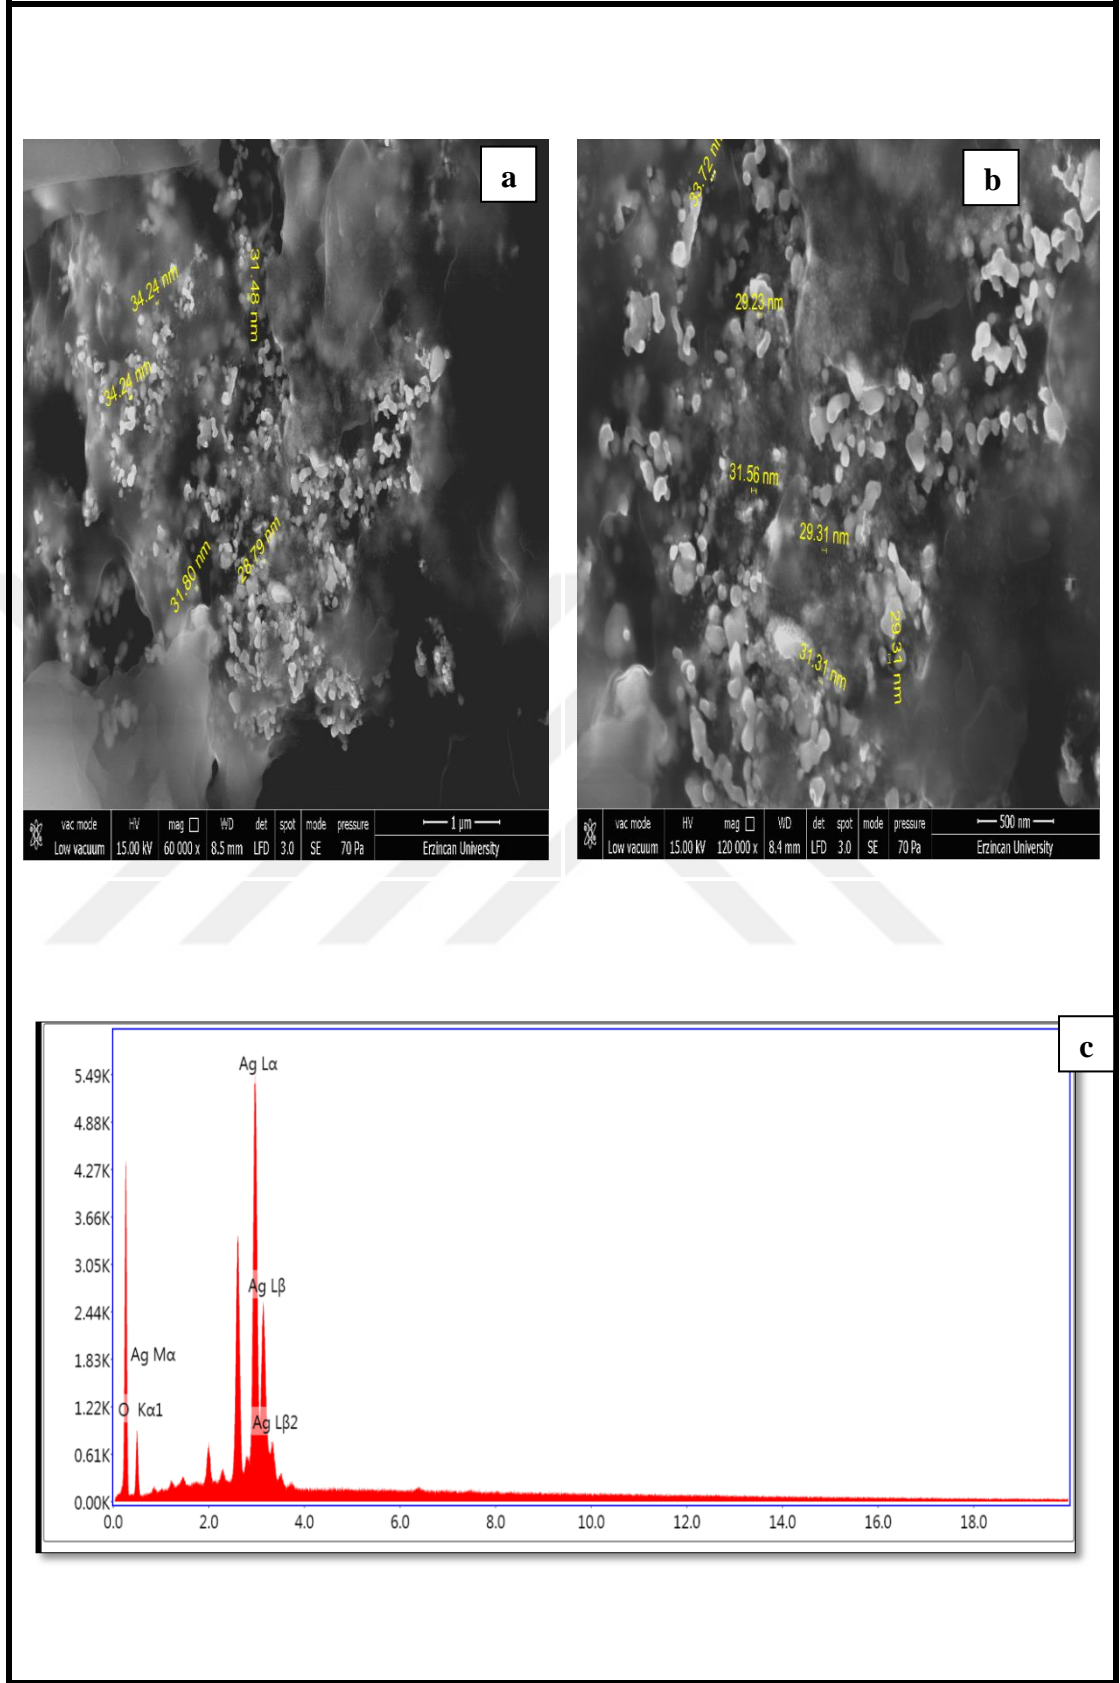 a
34.24 nm
31.48 nm
34.24 nm
31.80 nm
28.79 nm
vac mode HV mag □ WD det spot mode pressure 1 µm
Low vacuum 15.00 kV 60 000 x 8.5 mm LFD 3.0 SE 70 Pa Erzincan University
b
33.72 nm
29.23 nm
31.56 nm
29.31 nm
31.31 nm
29.31 nm
vac mode HV mag □ WD det spot mode pressure 500 nm
Low vacuum 15.00 kV 120 000 x 8.4 mm LFD 3.0 SE 70 Pa Erzincan University
c
Ag Lα
5.49K
4.88K
4.27K
3.66K
3.05K
Ag Lβ
2.44K
1.83K
Ag Mα
1.22K
O Kα1
Ag Lβ2
0.61K
0.00K
0.0 2.0 4.0 6.0 8.0 10.0 12.0 14.0 16.0 18.0